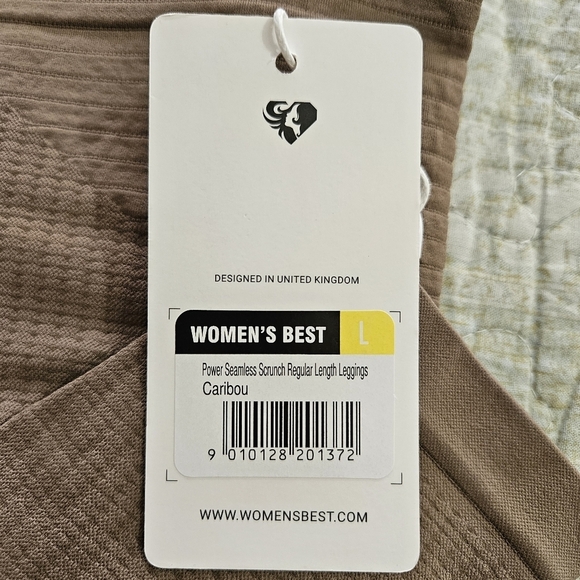 DESIGNED IN UNITED KINGDOM
WOMEN'S BEST L
Power Seamless Scrunch Regular Length Leggings
Caribou
9 010128 201372
WWW.WOMENSBEST.COM